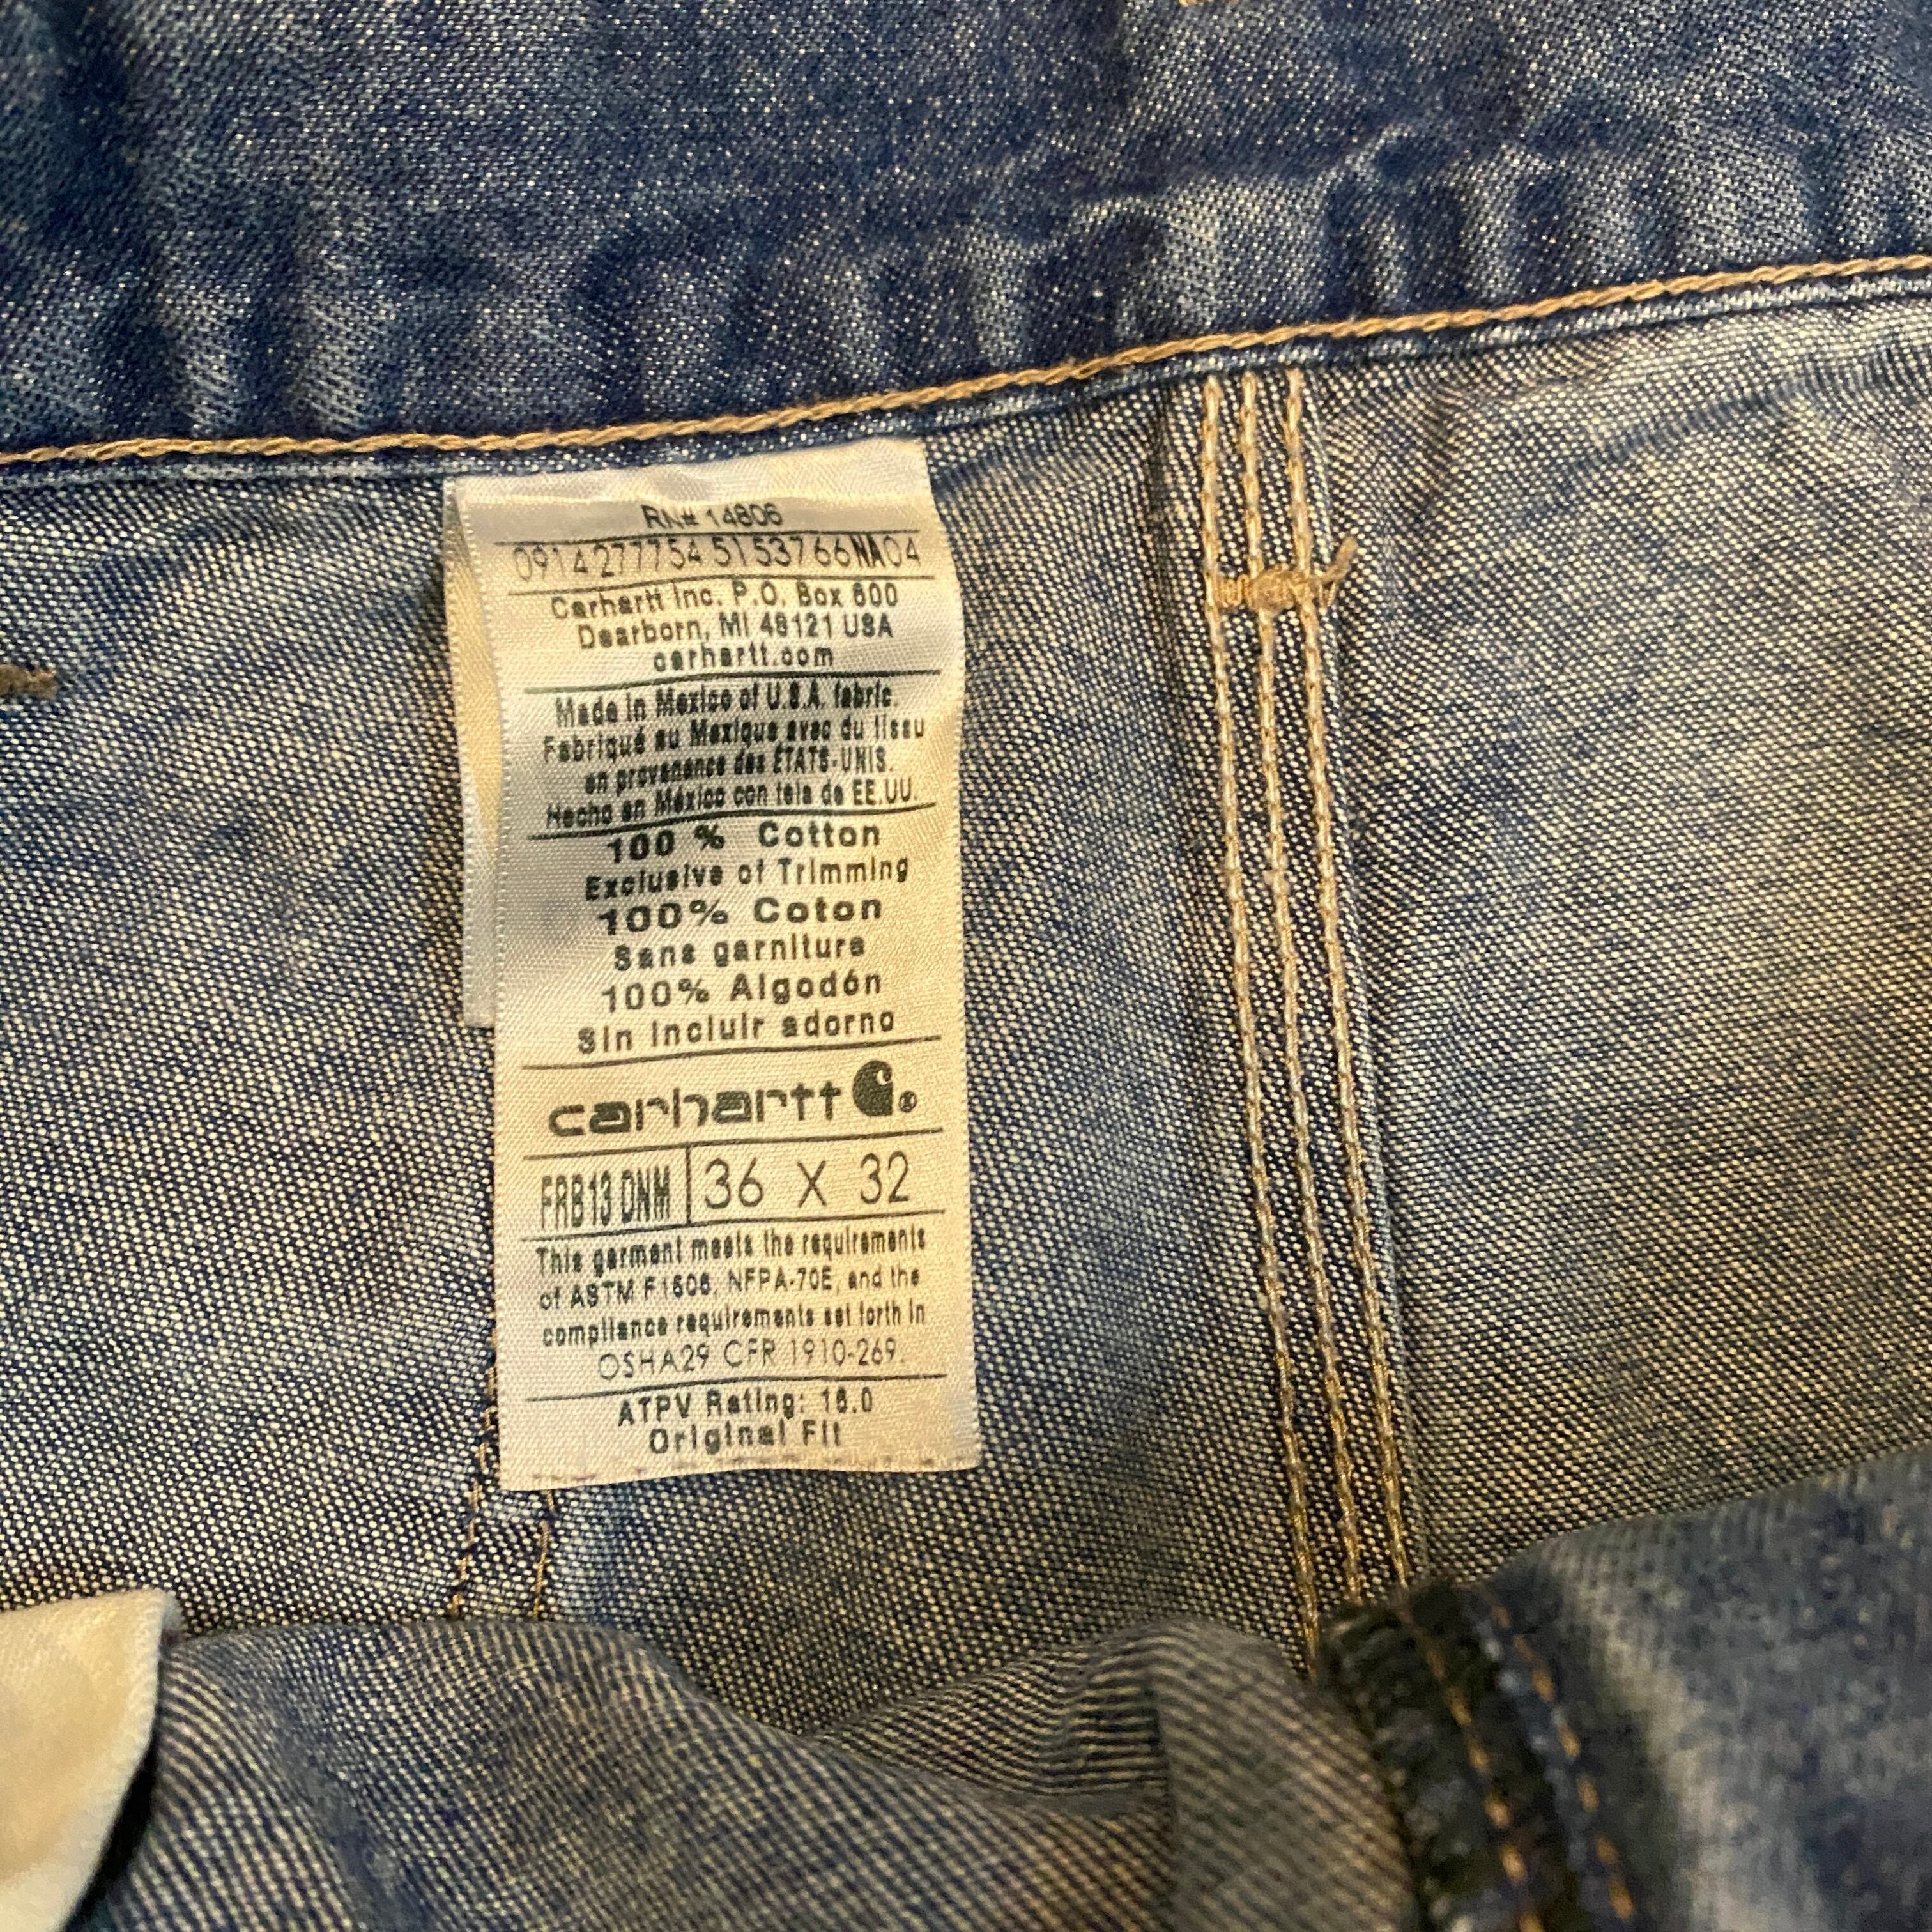 RN# 14806
0914277754 5153766NA04
Carhartt Inc. P.O. Box 600
Dearborn, MI 48121 USA
carhartt.com
Made in Mexico of U.S.A. fabric.
Fabriqué au Mexique avec du tissu
en provenance des ÉTATS-UNIS.
Hecho en México con tela de EE.UU.
100 % Cotton
Exclusive of Trimming
100% Coton
Sans garniture
100% Algodón
Sin incluir adorno
carhartt ®
FRB13 DNM 36 X 32
This garment meets the requirements
of ASTM F1506, NFPA-70E, and the
compliance requirements set forth in
OSHA29 CFR 1910-269.
ATPV Rating: 16.0
Original Fit